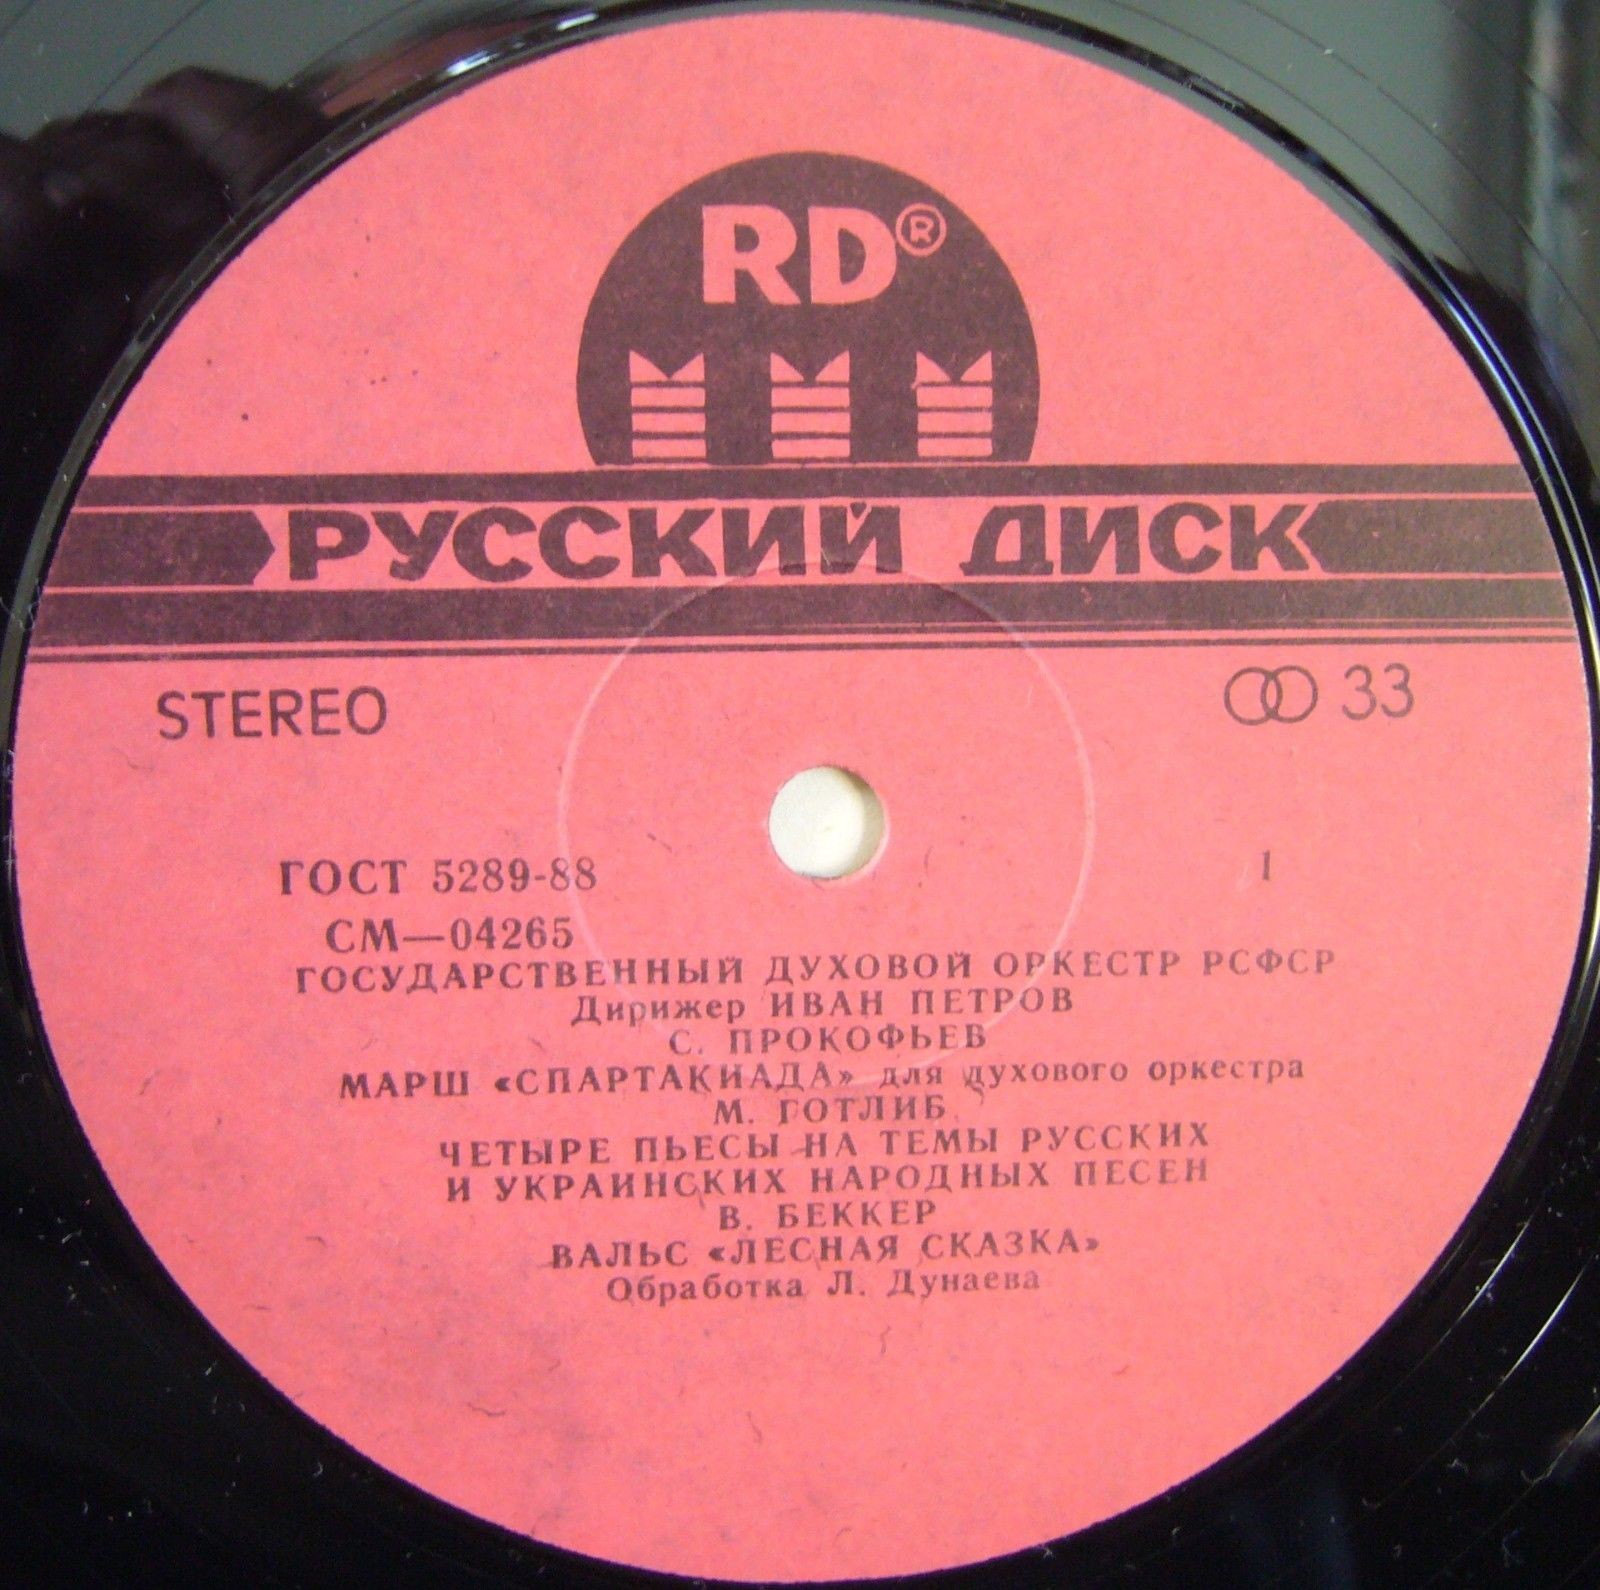 RD®
РУССКИЙ ДИСК
STEREO
33
ГОСТ 5289-88
1
СМ—04265
ГОСУДАРСТВЕННЫЙ ДУХОВОЙ ОРКЕСТР РСФСР
Дирижер ИВАН ПЕТРОВ
С. ПРОКОФЬЕВ
МАРШ «СПАРТАКИАДА» для духового оркестра
М. ГОТЛИБ
ЧЕТЫРЕ ПЬЕСЫ НА ТЕМЫ РУССКИХ
И УКРАИНСКИХ НАРОДНЫХ ПЕСЕН
В. БЕККЕР
ВАЛЬС «ЛЕСНАЯ СКАЗКА»
Обработка Л. Дунаева